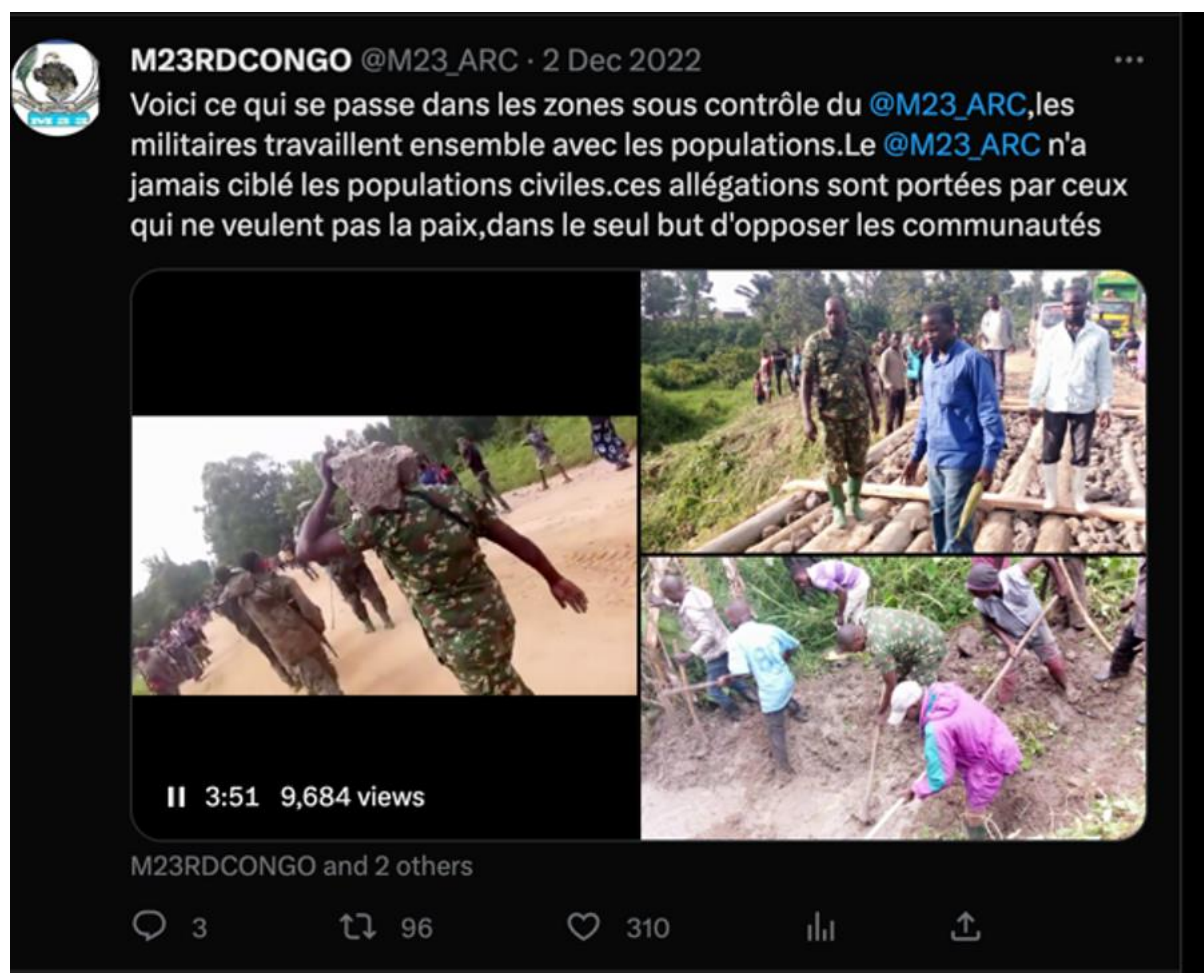 M23RDCONGO @M23_ARC · 2 Dec 2022
Voici ce qui se passe dans les zones sous contrôle du @M23_ARC,les
militaires travaillent ensemble avec les populations.Le @M23_ARC n'a
jamais ciblé les populations civiles.ces allégations sont portées par ceux
qui ne veulent pas la paix,dans le seul but d'opposer les communautés
3:51 9,684 views
M23RDCONGO and 2 others
3 96 310
M 23